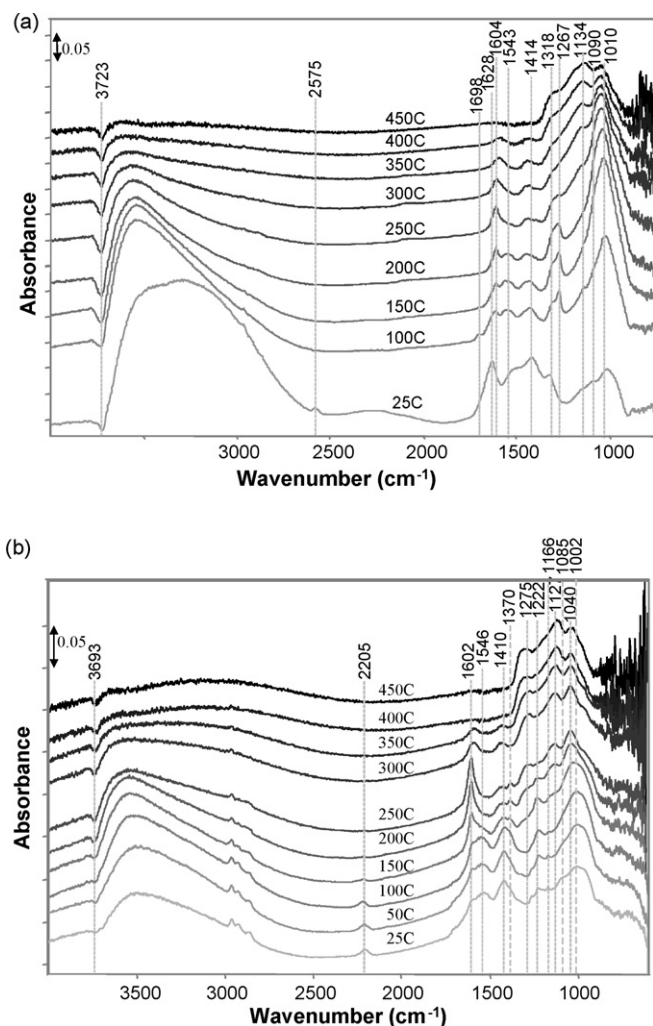 (a)
0.05
3723
2575
1698
1628
1604
1543
1414
1318
1267
1134
1090
1010
450C
400C
350C
300C
250C
200C
150C
100C
25C
Absorbance
3000
2500
2000
1500
1000
Wavenumber (cm⁻¹)
(b)
0.05
3693
2205
1602
1546
1410
1370
1275
1222
1166
1127
1085
1040
1002
450C
400C
350C
300C
250C
200C
150C
100C
50C
25C
Absorbance
3500
3000
2500
2000
1500
1000
Wavenumber (cm⁻¹)